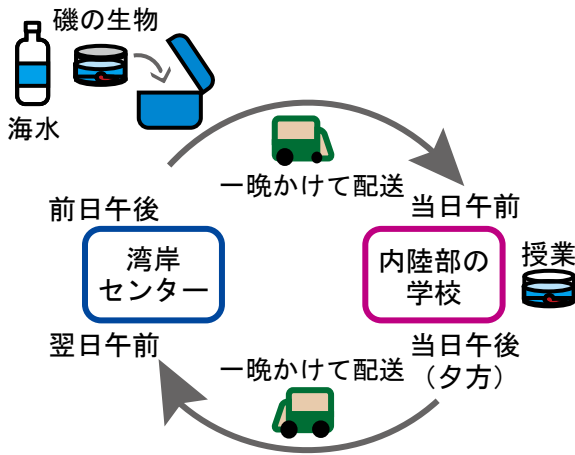 磯の生物
海水
一晩かけて配送
前日午後
当日午前
湾岸
センター
内陸部の
学校
授業
翌日午前
一晩かけて配送
当日午後
（夕方）